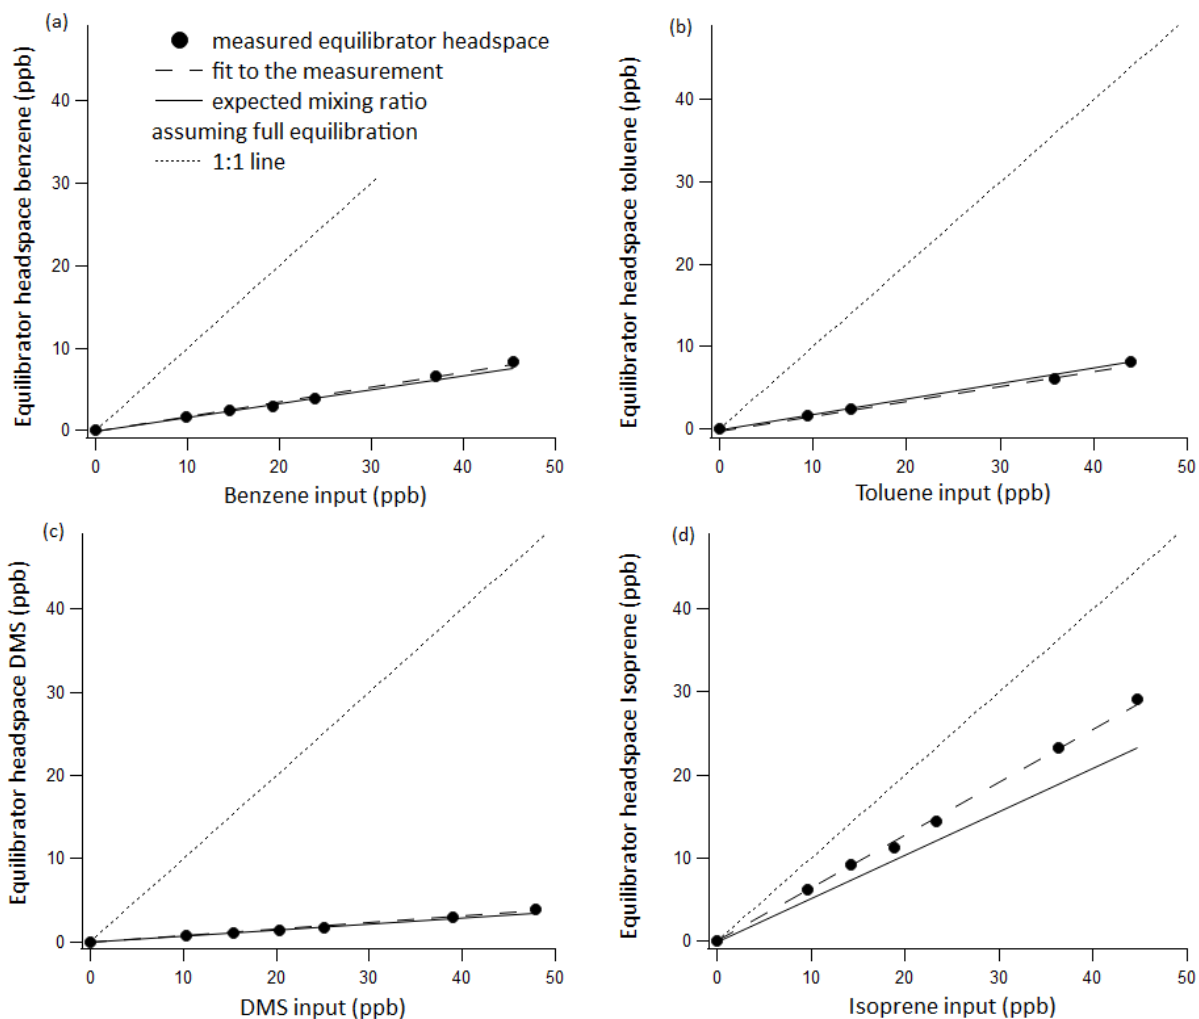 (a)
measured equilibrator headspace
fit to the measurement
expected mixing ratio
assuming full equilibration
1:1 line
Equilibrator headspace benzene (ppb)
40
30
20
10
0
0 10 20 30 40 50
Benzene input (ppb)
(b)
Equilibrator headspace toluene (ppb)
40
30
20
10
0
0 10 20 30 40 50
Toluene input (ppb)
(c)
Equilibrator headspace DMS (ppb)
40
30
20
10
0
0 10 20 30 40 50
DMS input (ppb)
(d)
Equilibrator headspace Isoprene (ppb)
40
30
20
10
0
0 10 20 30 40 50
Isoprene input (ppb)